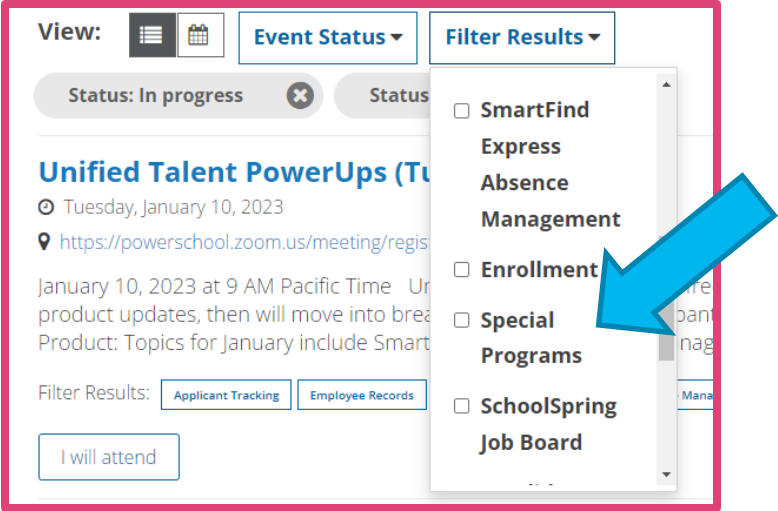 View:
Event Status
Filter Results
Status: In progress
Status
SmartFind
Express
Absence
Management
Enrollment
Special
Programs
SchoolSpring
Job Board
Unified Talent PowerUps (Tu
Tuesday, January 10, 2023
https://powerschool.zoom.us/meeting/regis
January 10, 2023 at 9 AM Pacific Time Un
product updates, then will move into brea
Product: Topics for January include Smart
Filter Results: Applicant Tracking Employee Records
I will attend